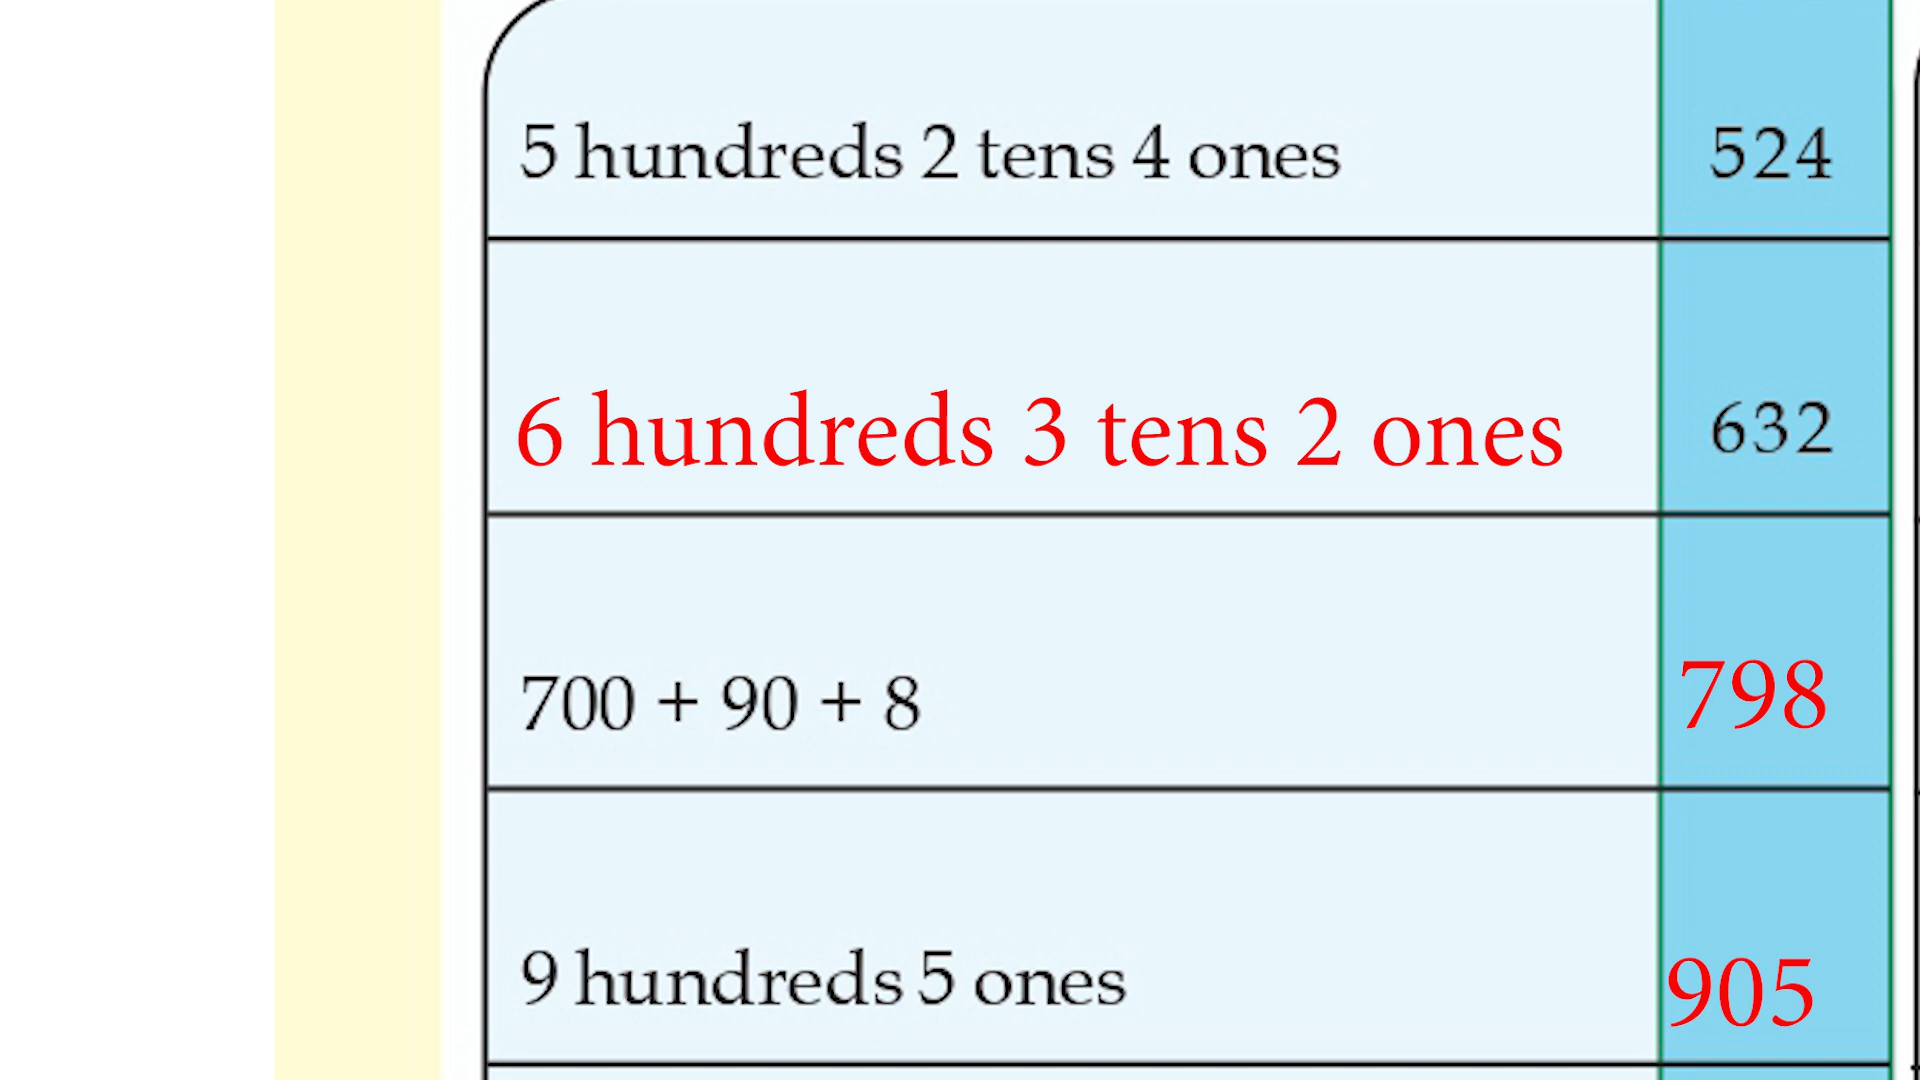 5 hundreds 2 tens 4 ones 524
6 hundreds 3 tens 2 ones 632
700 + 90 + 8 798
9 hundreds 5 ones 905